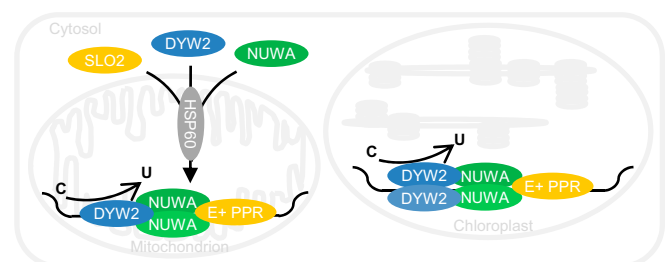 Cytosol
DYW2
SLO2
NUWA
HSP60
C
U
NUWA
DYW2
E+ PPR
NUWA
Mitochondrion
C
U
DYW2
NUWA
E+ PPR
DYW2
NUWA
Chloroplast